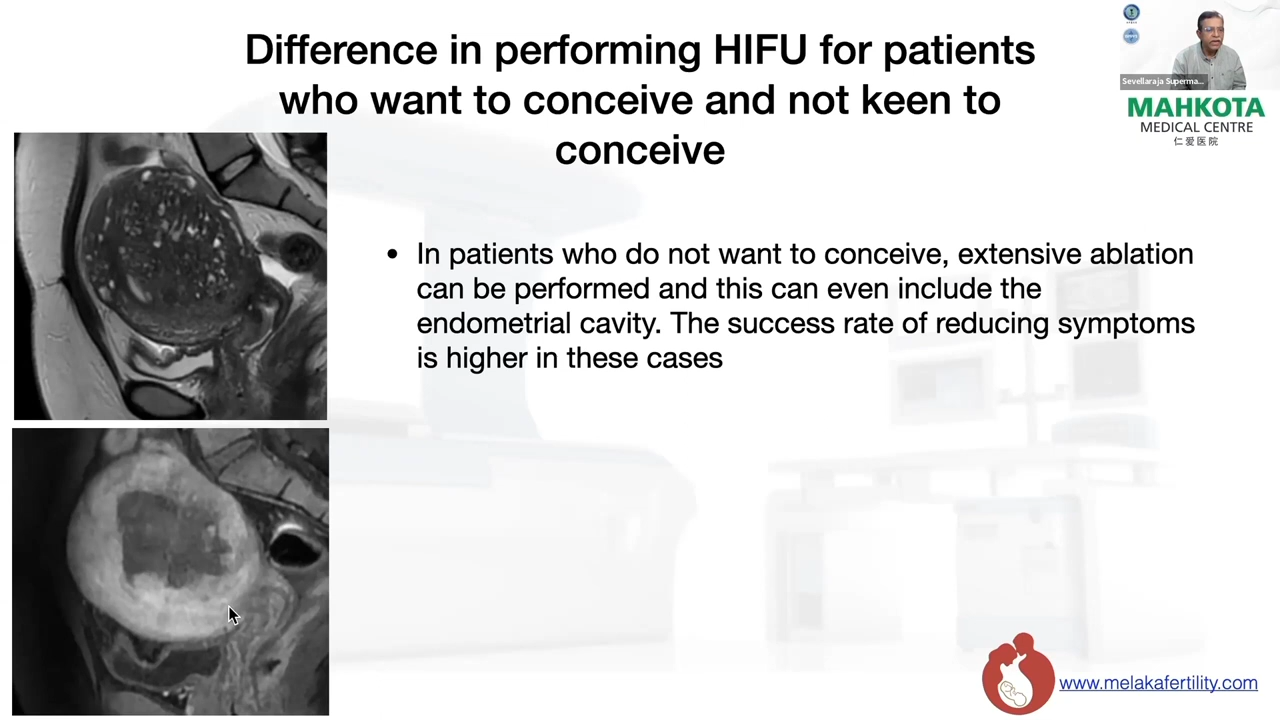 Difference in performing HIFU for patients
who want to conceive and not keen to
conceive
Sevellaraja Superma...
MAHKOTA
MEDICAL CENTRE
仁爱医院
• In patients who do not want to conceive, extensive ablation
can be performed and this can even include the
endometrial cavity. The success rate of reducing symptoms
is higher in these cases
www.melakafertility.com